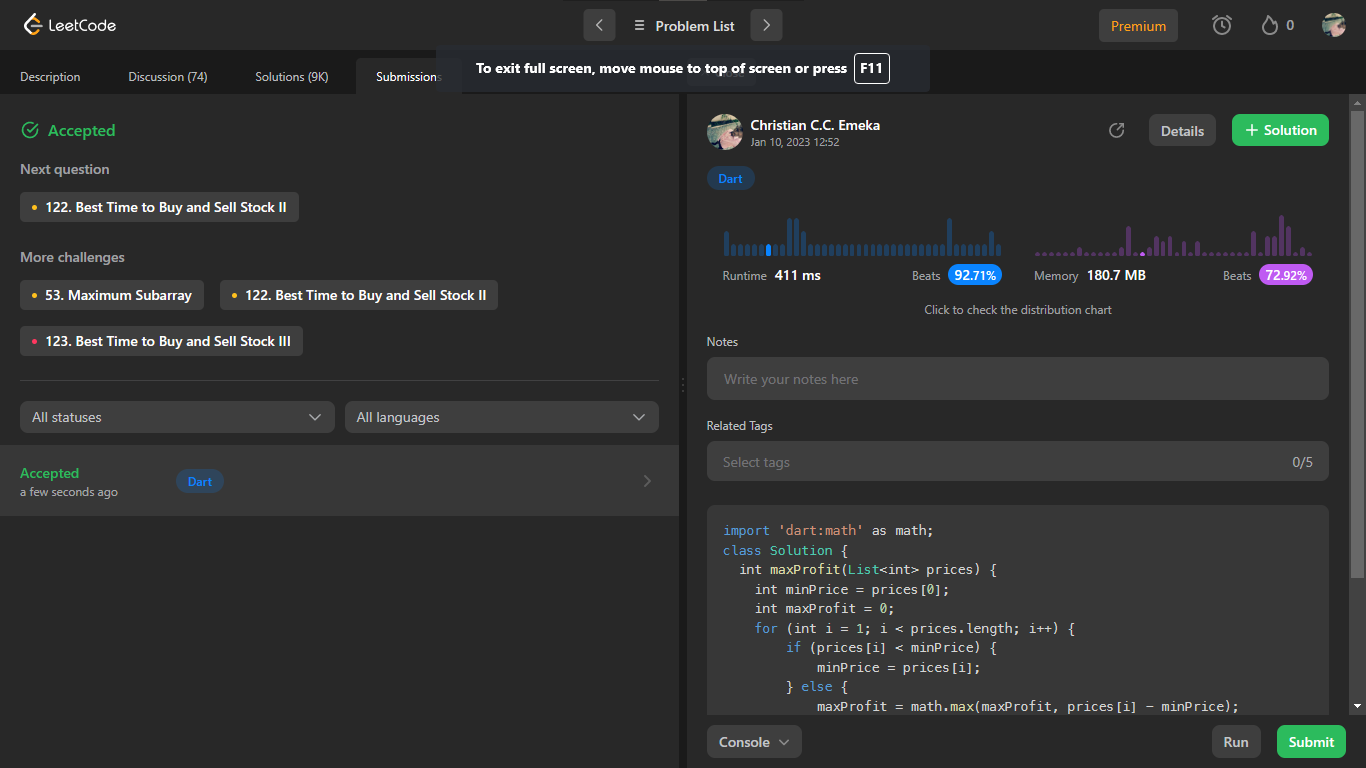 LeetCode
Problem List
Premium
0
Description
Discussion (74)
Solutions (9K)
Submissions
To exit full screen, move mouse to top of screen or press F11
Accepted
Next question
122. Best Time to Buy and Sell Stock II
More challenges
53. Maximum Subarray
122. Best Time to Buy and Sell Stock II
123. Best Time to Buy and Sell Stock III
All statuses
All languages
Accepted
a few seconds ago
Dart
Christian C.C. Emeka
Jan 10, 2023 12:52
Details
+ Solution
Dart
Runtime 411 ms
Beats 92.71%
Memory 180.7 MB
Beats 72.92%
Click to check the distribution chart
Notes
Write your notes here
Related Tags
Select tags
0/5
import 'dart:math' as math;
class Solution {
int maxProfit(List<int> prices) {
int minPrice = prices[0];
int maxProfit = 0;
for (int i = 1; i < prices.length; i++) {
if (prices[i] < minPrice) {
minPrice = prices[i];
} else {
maxProfit = math.max(maxProfit, prices[i] - minPrice);
Console
Run
Submit